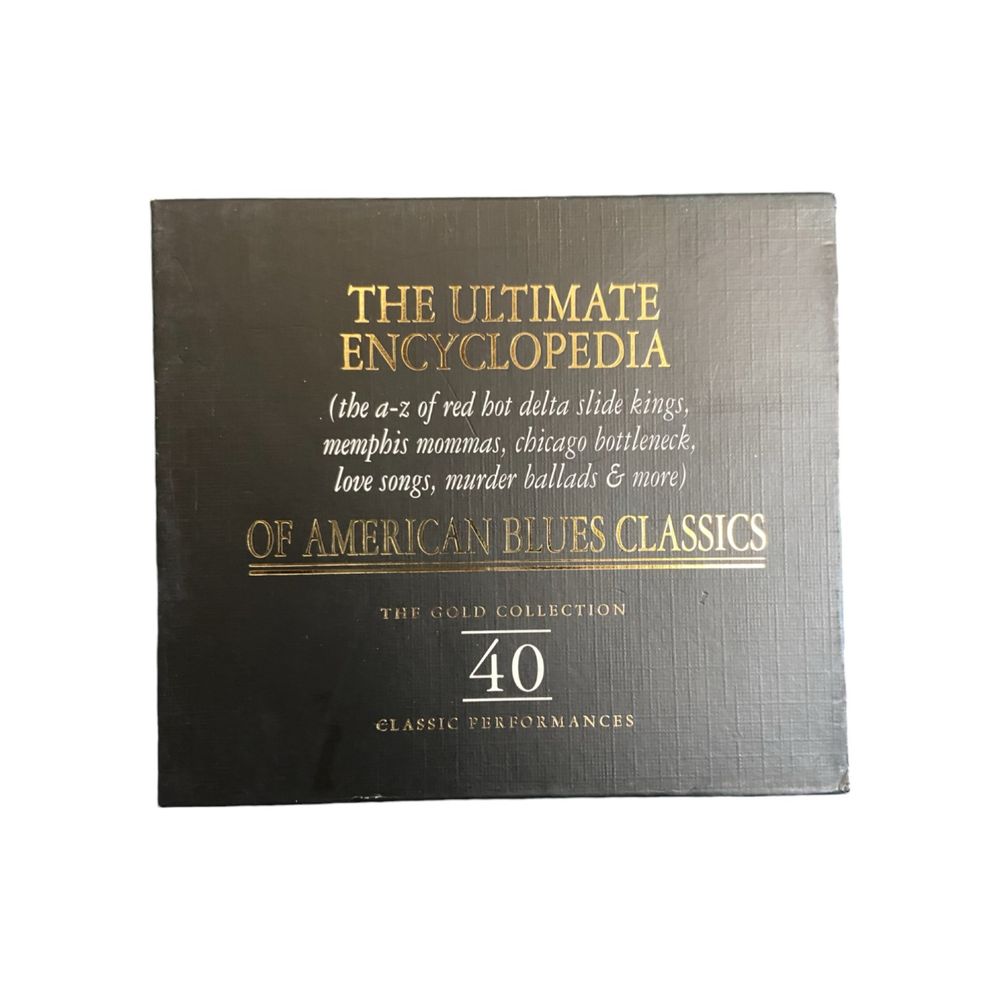 THE ULTIMATE
ENCYCLOPEDIA
(the a-z of red hot delta slide kings,
memphis mommas, chicago bottleneck,
love songs, murder ballads & more)
OF AMERICAN BLUES CLASSICS
THE GOLD COLLECTION
40
CLASSIC PERFORMANCES